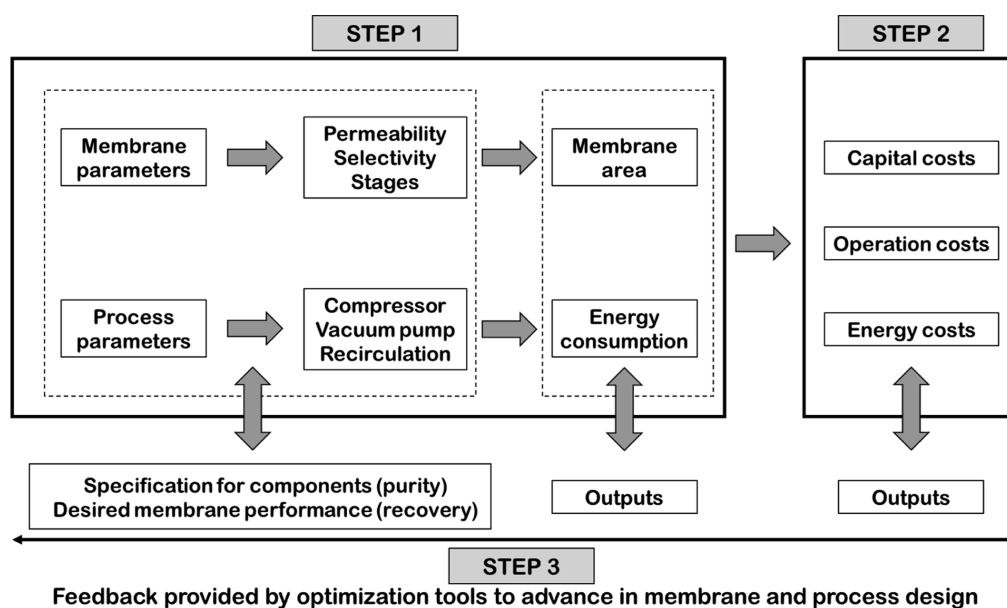 STEP 1
STEP 2
Membrane
parameters
Permeability
Selectivity
Stages
Membrane
area
Capital costs
Operation costs
Process
parameters
Compressor
Vacuum pump
Recirculation
Energy
consumption
Energy costs
Specification for components (purity)
Desired membrane performance (recovery)
Outputs
Outputs
STEP 3
Feedback provided by optimization tools to advance in membrane and process design